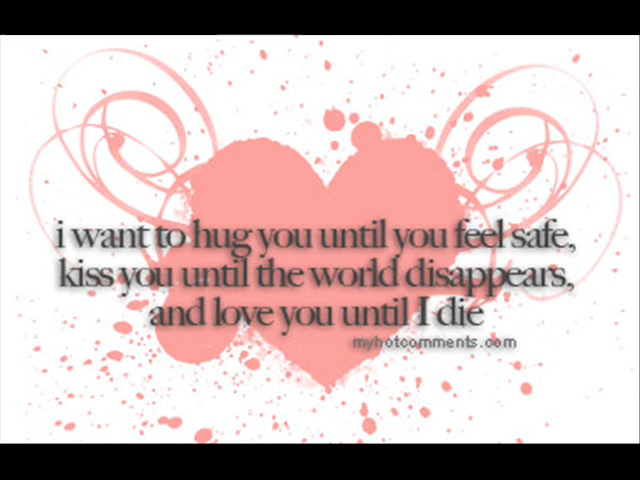 i want to hug you until you feel safe,
kiss you until the world disappears,
and love you until I die
myhotcomments.com